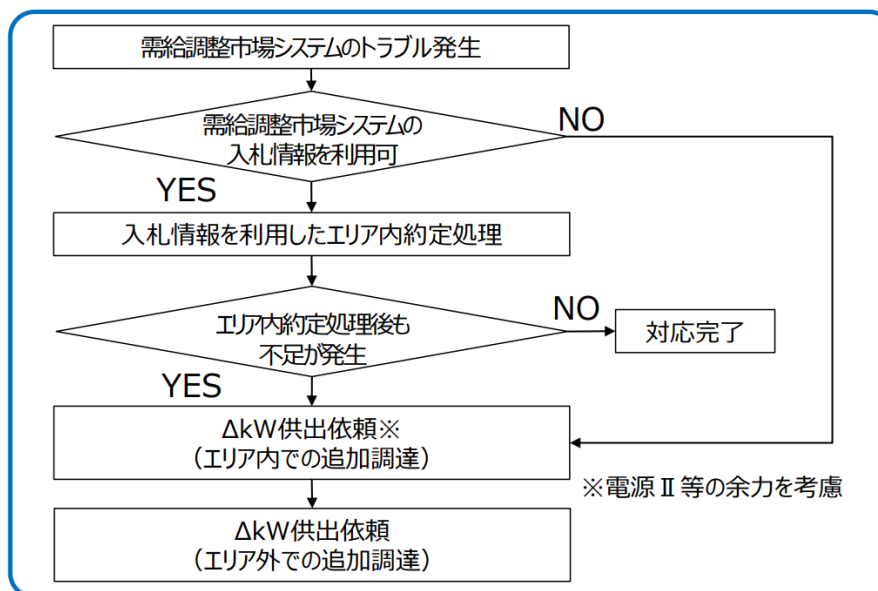 需給調整市場システムのトラブル発生
需給調整市場システムの
入札情報を利用可
NO
YES
入札情報を利用したエリア内約定処理
エリア内約定処理後も
不足が発生
NO
対応完了
YES
ΔkW供出依頼※
（エリア内での追加調達）
※電源Ⅱ等の余力を考慮
ΔkW供出依頼
（エリア外での追加調達）